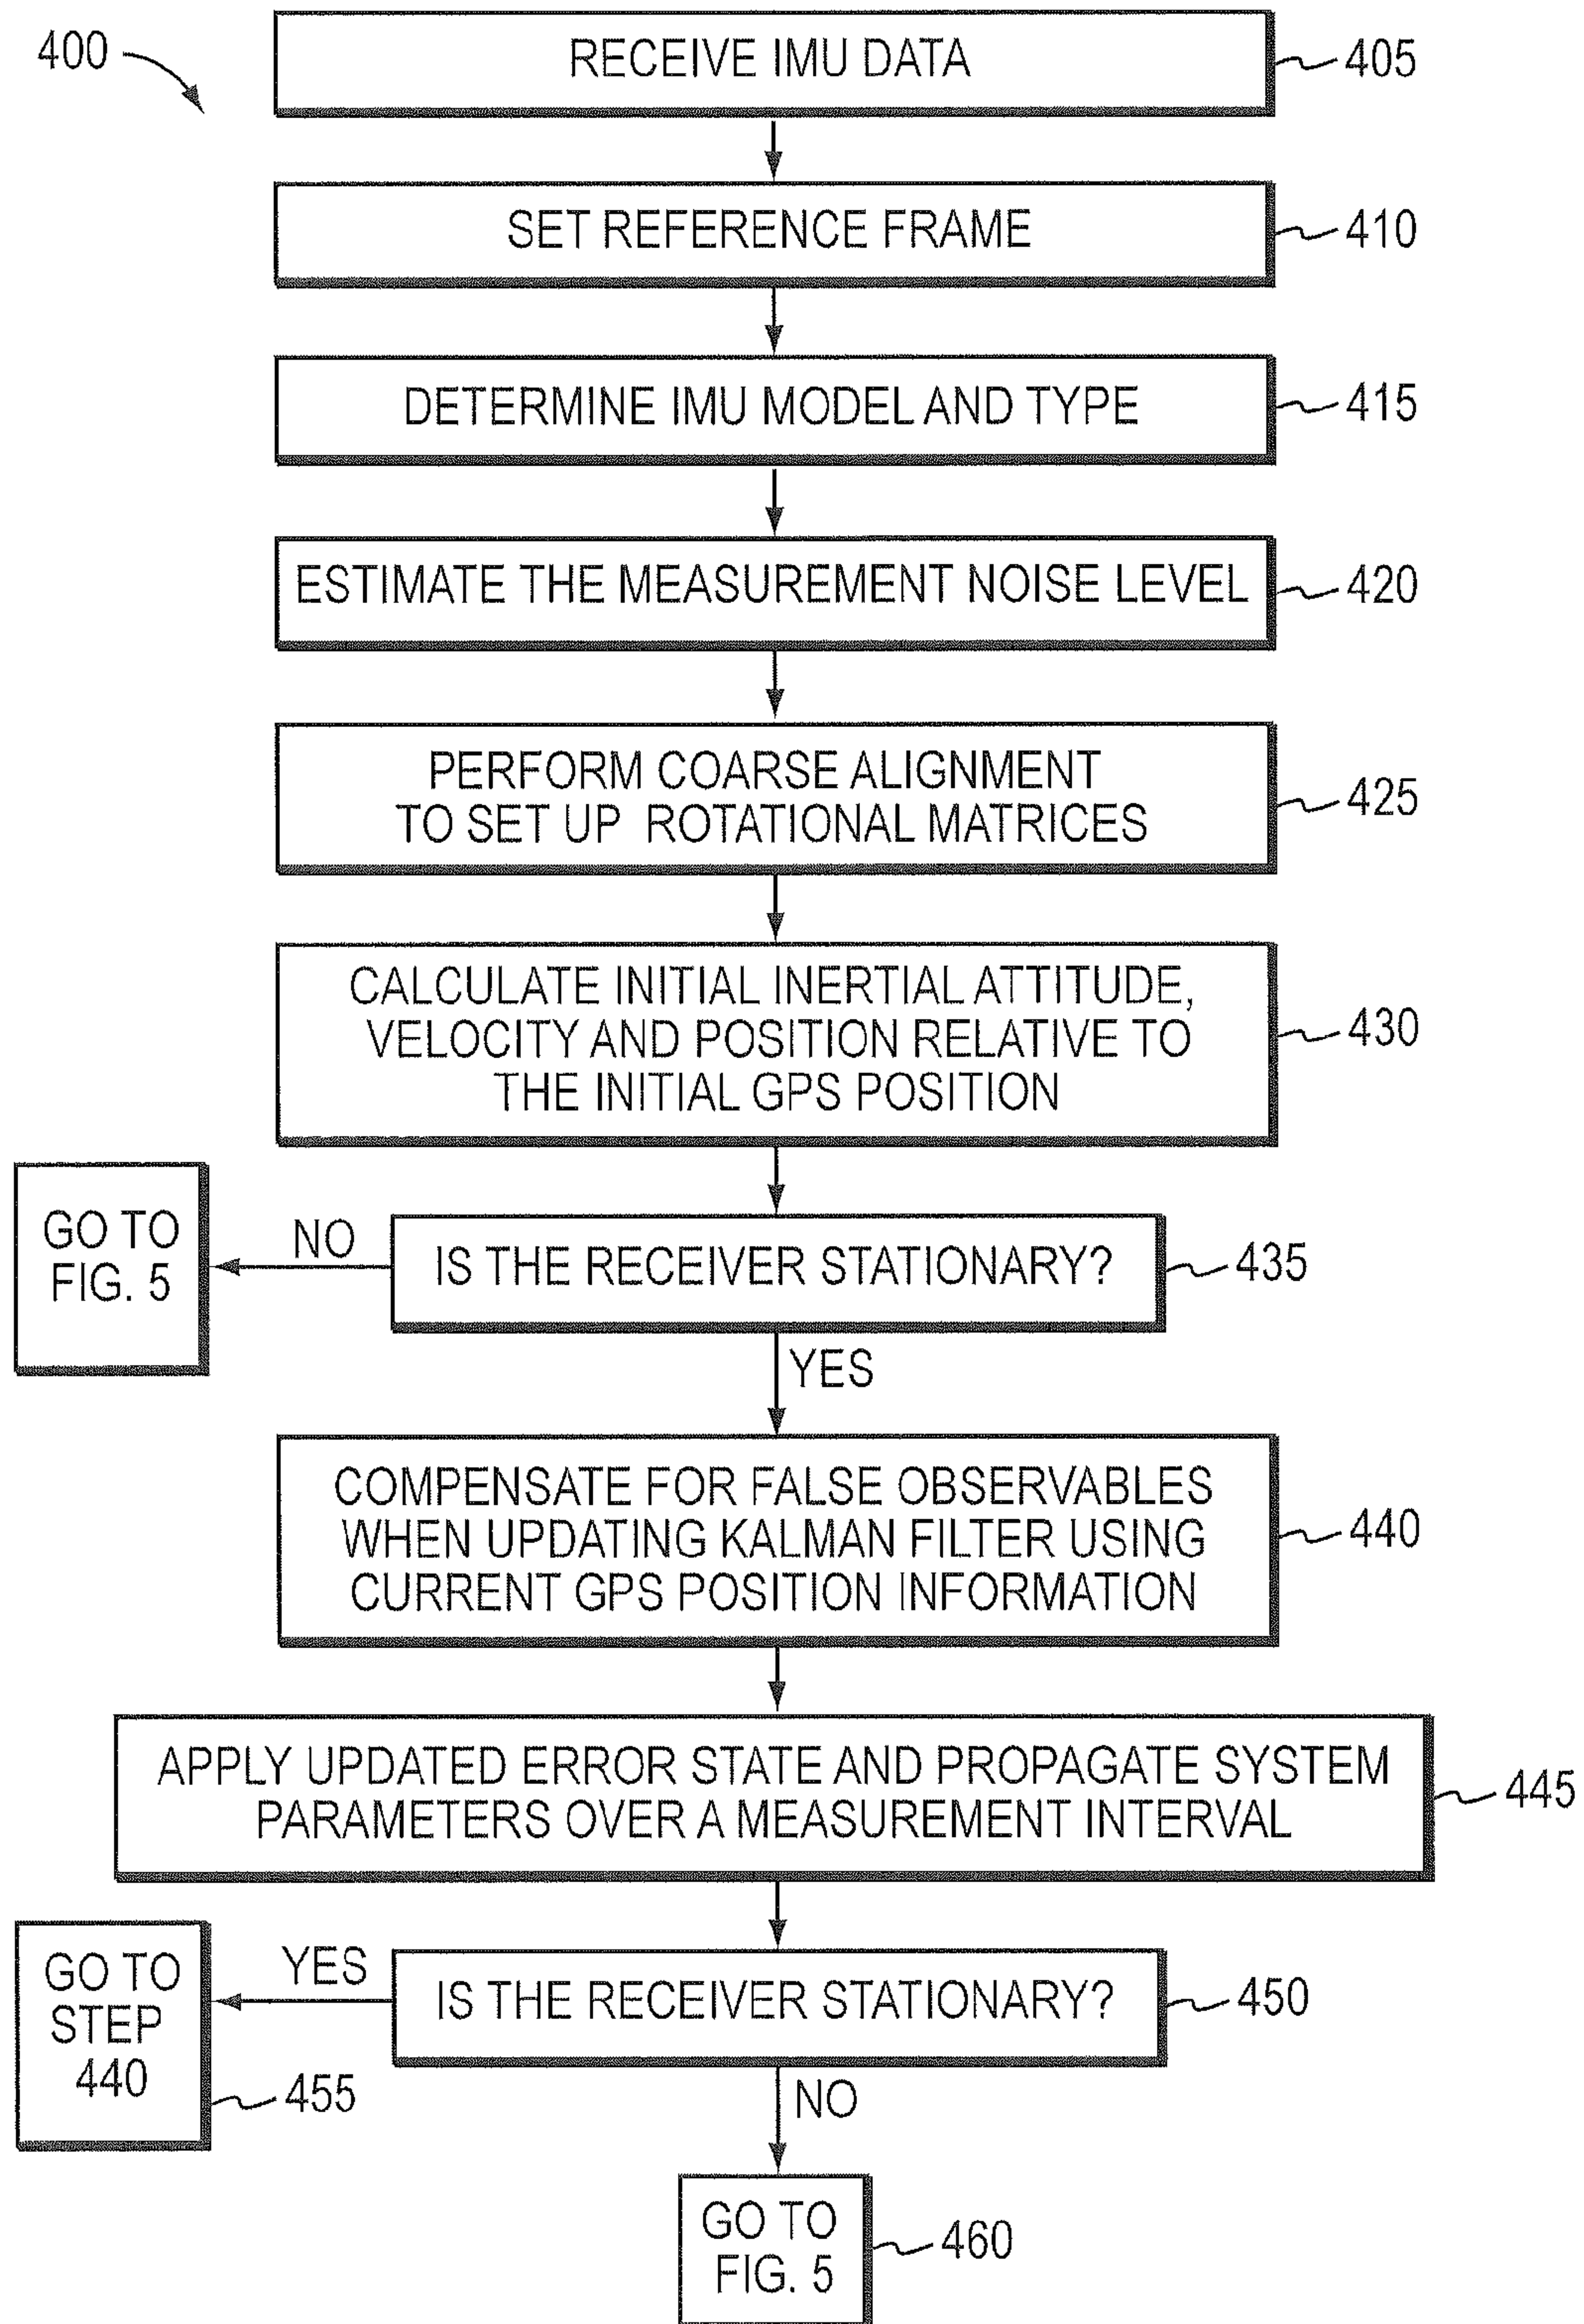 400
RECEIVE IMU DATA
405
SET REFERENCE FRAME
410
DETERMINE IMU MODEL AND TYPE
415
ESTIMATE THE MEASUREMENT NOISE LEVEL
420
PERFORM COARSE ALIGNMENT
TO SET UP ROTATIONAL MATRICES
425
CALCULATE INITIAL INERTIAL ATTITUDE,
VELOCITY AND POSITION RELATIVE TO
THE INITIAL GPS POSITION
430
IS THE RECEIVER STATIONARY?
435
NO
GO TO
FIG. 5
YES
COMPENSATE FOR FALSE OBSERVABLES
WHEN UPDATING KALMAN FILTER USING
CURRENT GPS POSITION INFORMATION
440
APPLY UPDATED ERROR STATE AND PROPAGATE SYSTEM
PARAMETERS OVER A MEASUREMENT INTERVAL
445
IS THE RECEIVER STATIONARY?
450
YES
GO TO
STEP
440
455
NO
GO TO
FIG. 5
460